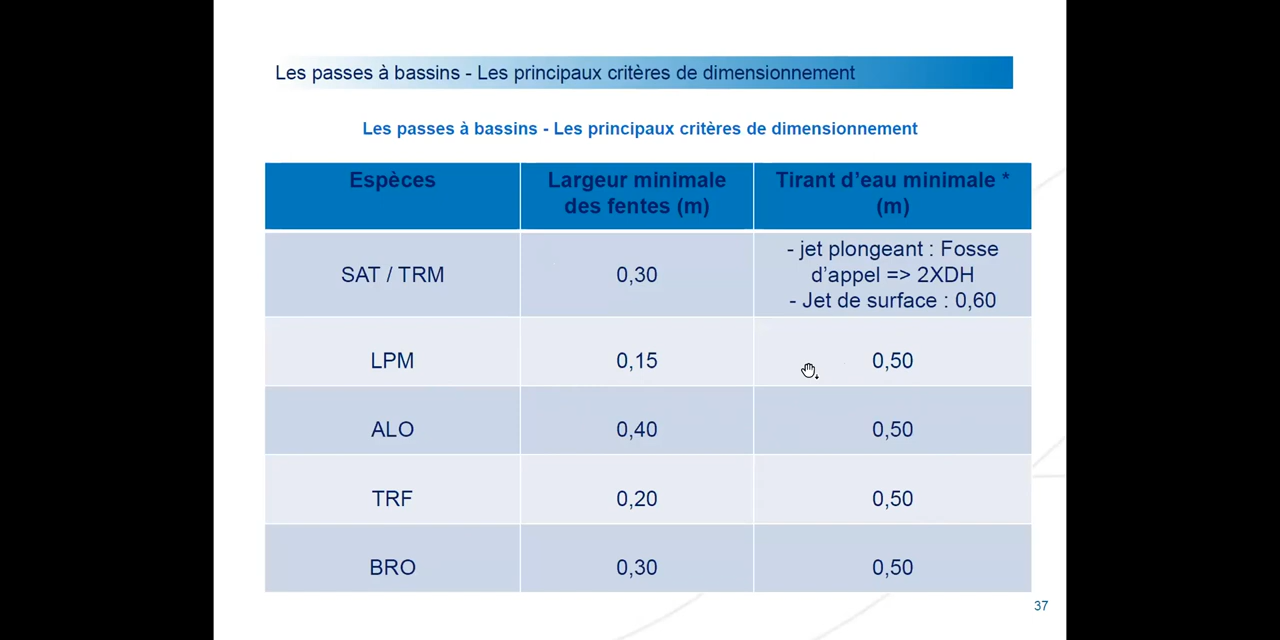 Les passes à bassins - Les principaux critères de dimensionnement
Les passes à bassins - Les principaux critères de dimensionnement
Espèces
Largeur minimale
des fentes (m)
Tirant d’eau minimale *
(m)
SAT / TRM
0,30
- jet plongeant : Fosse
d’appel => 2XDH
- Jet de surface : 0,60
LPM
0,15
0,50
ALO
0,40
0,50
TRF
0,20
0,50
BRO
0,30
0,50
37